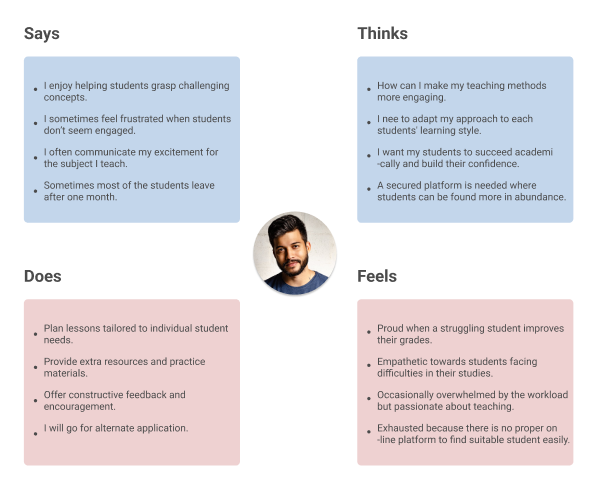 Says
I enjoy helping students grasp challenging
concepts.
I sometimes feel frustrated when students
don't seem engaged.
I often communicate my excitement for
the subject I teach.
Sometimes most of the students leave
after one month.
Thinks
How can I make my teaching methods
more engaging.
I nee to adapt my approach to each
students' learning style.
I want my students to succeed academi
-cally and build their confidence.
A secured platform is needed where
students can be found more in abundance.
Does
Plan lessons tailored to individual student
needs.
Provide extra resources and practice
materials.
Offer constructive feedback and
encouragement.
I will go for alternate application.
Feels
Proud when a struggling student improves
their grades.
Empathetic towards students facing
difficulties in their studies.
Occasionally overwhelmed by the workload
but passionate about teaching.
Exhausted because there is no proper on
-line platform to find suitable student easily.